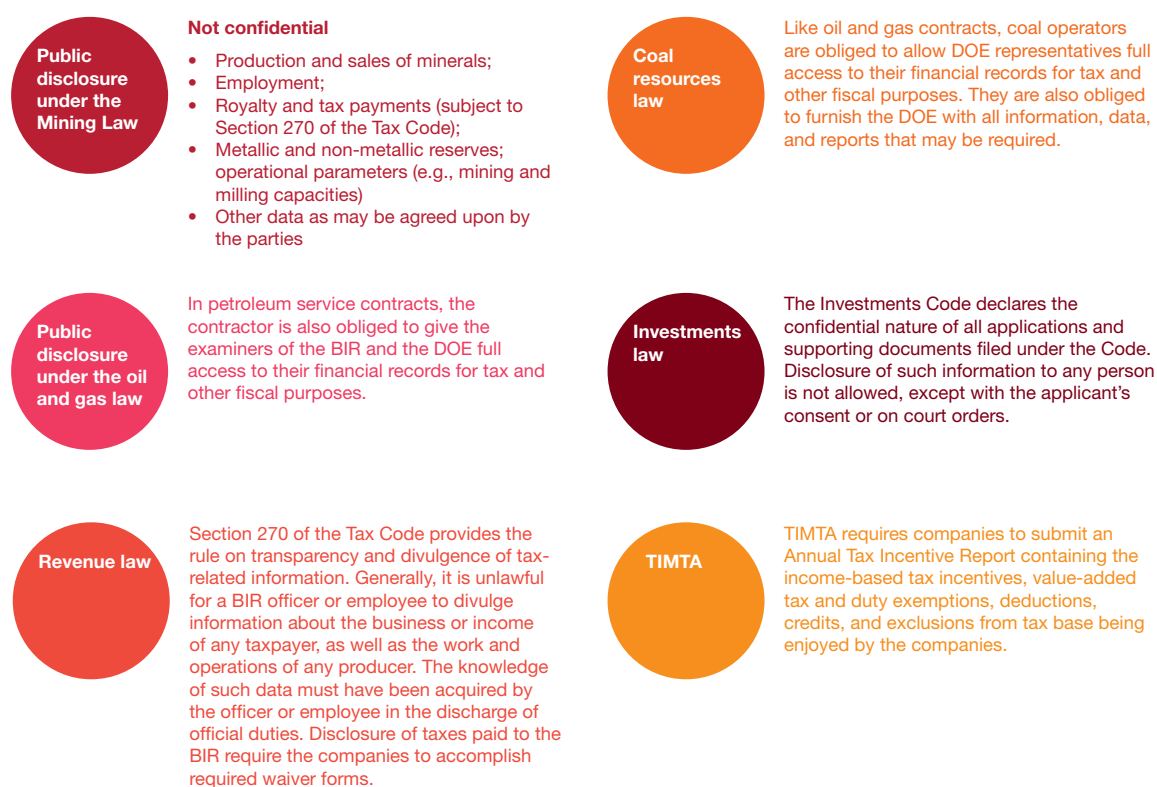 Public
disclosure
under the
Mining Law
Not confidential
• Production and sales of minerals;
• Employment;
• Royalty and tax payments (subject to
Section 270 of the Tax Code);
• Metallic and non-metallic reserves;
operational parameters (e.g., mining and
milling capacities)
• Other data as may be agreed upon by
the parties
Coal
resources
law
Like oil and gas contracts, coal operators
are obliged to allow DOE representatives full
access to their financial records for tax and
other fiscal purposes. They are also obliged
to furnish the DOE with all information, data,
and reports that may be required.
Public
disclosure
under the oil
and gas law
In petroleum service contracts, the
contractor is also obliged to give the
examiners of the BIR and the DOE full
access to their financial records for tax and
other fiscal purposes.
Investments
law
The Investments Code declares the
confidential nature of all applications and
supporting documents filed under the Code.
Disclosure of such information to any person
is not allowed, except with the applicant's
consent or on court orders.
Revenue law
Section 270 of the Tax Code provides the
rule on transparency and divulgence of tax-
related information. Generally, it is unlawful
for a BIR officer or employee to divulge
information about the business or income
of any taxpayer, as well as the work and
operations of any producer. The knowledge
of such data must have been acquired by
the officer or employee in the discharge of
official duties. Disclosure of taxes paid to the
BIR require the companies to accomplish
required waiver forms.
TIMTA
TIMTA requires companies to submit an
Annual Tax Incentive Report containing the
income-based tax incentives, value-added
tax and duty exemptions, deductions,
credits, and exclusions from tax base being
enjoyed by the companies.